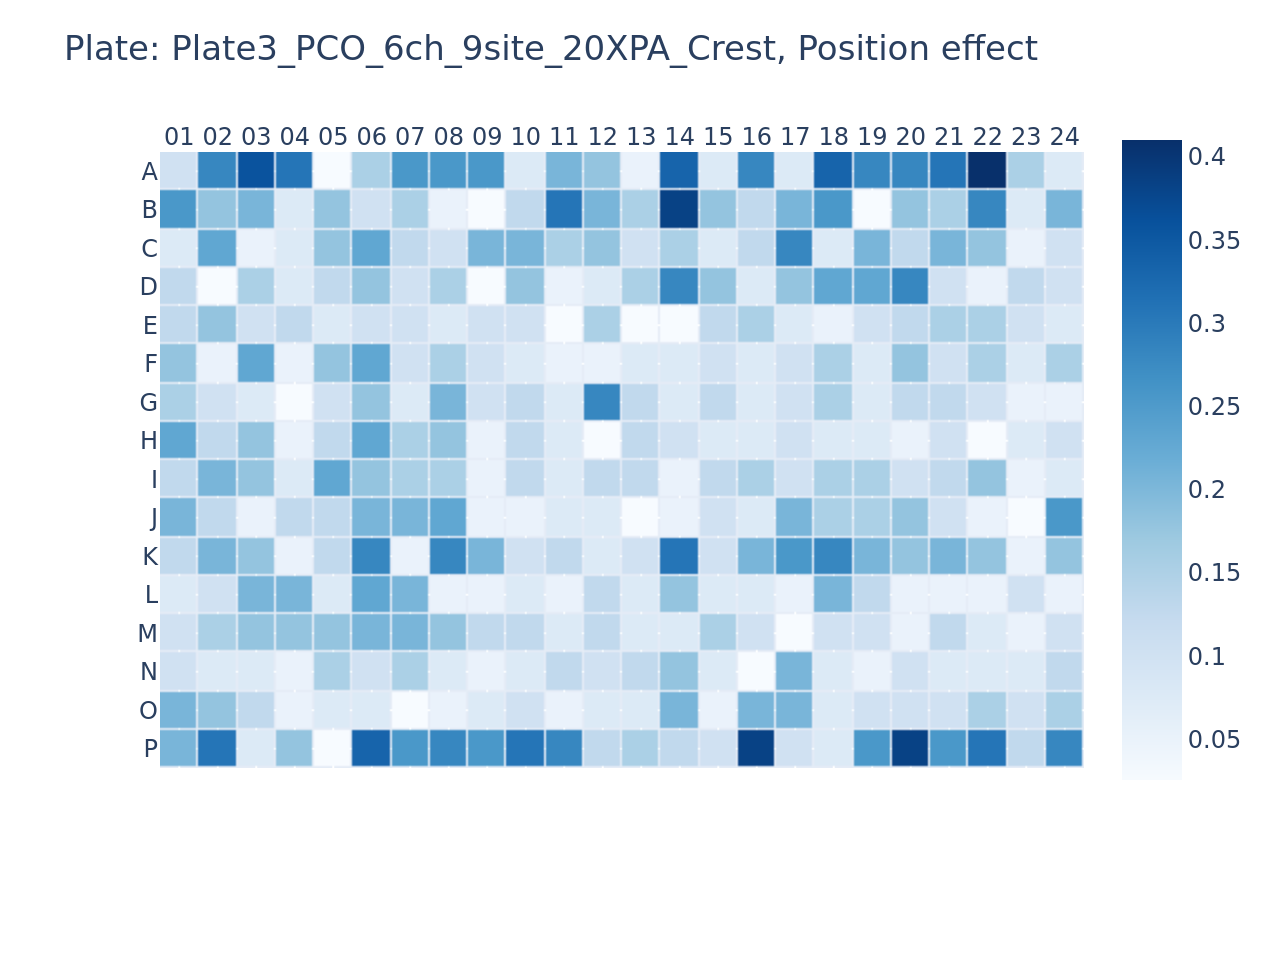 Plate: Plate3_PCO_6ch_9site_20XPA_Crest, Position effect
01 02 03 04 05 06 07 08 09 10 11 12 13 14 15 16 17 18 19 20 21 22 23 24
A
B
C
D
E
F
G
H
I
J
K
L
M
N
O
P
0.4
0.35
0.3
0.25
0.2
0.15
0.1
0.05